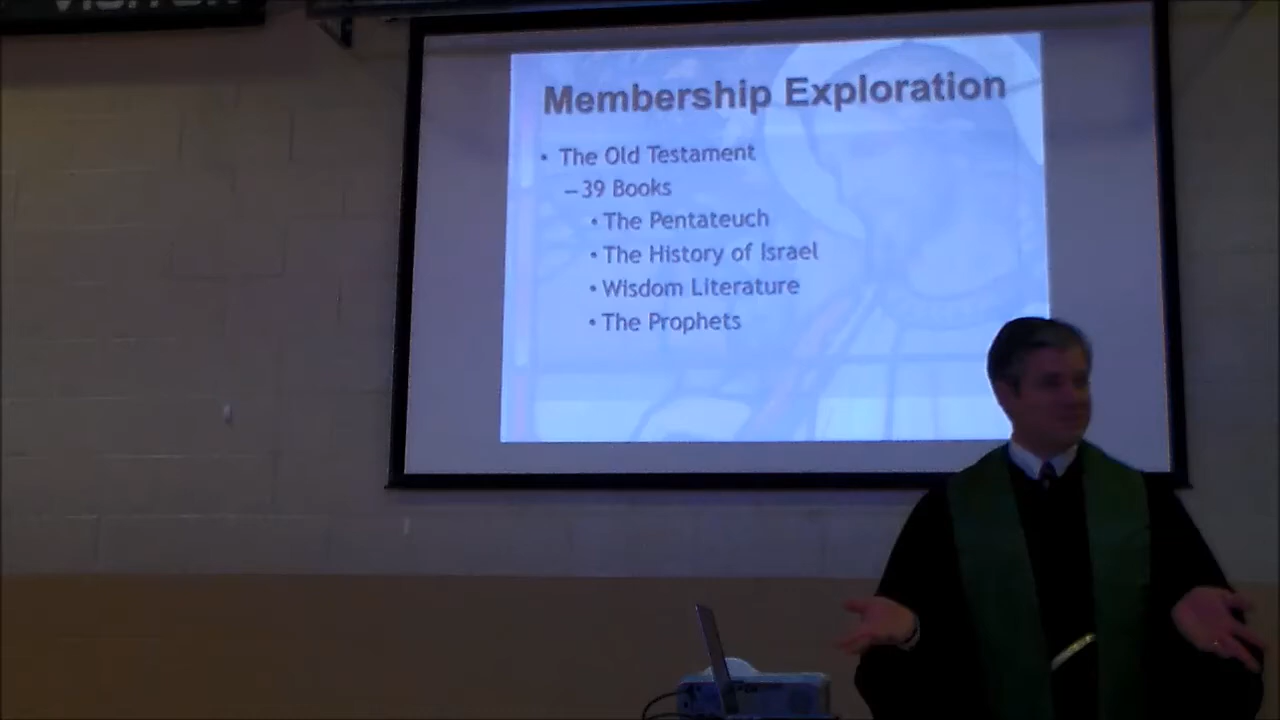 Membership Exploration
• The Old Testament
–39 Books
• The Pentateuch
• The History of Israel
• Wisdom Literature
• The Prophets